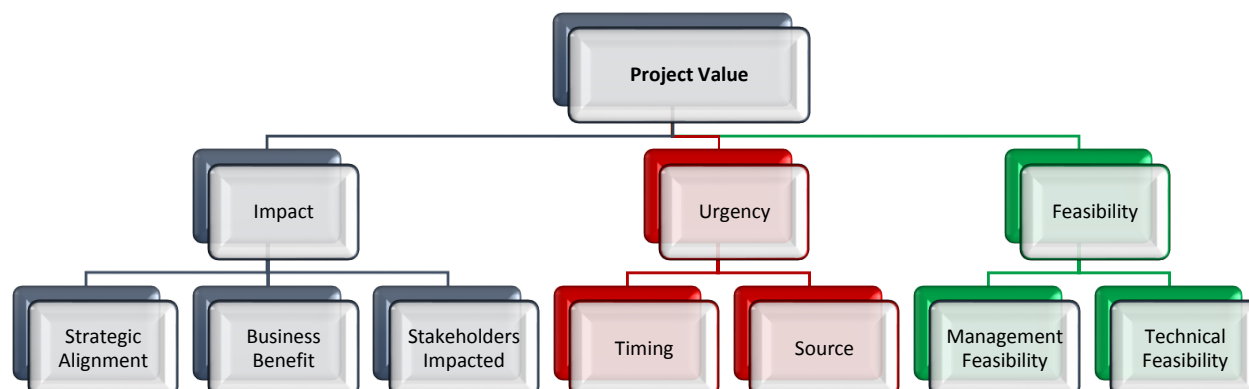 Project Value
Impact
Urgency
Feasibility
Strategic
Alignment
Business
Benefit
Stakeholders
Impacted
Timing
Source
Management
Feasibility
Technical
Feasibility